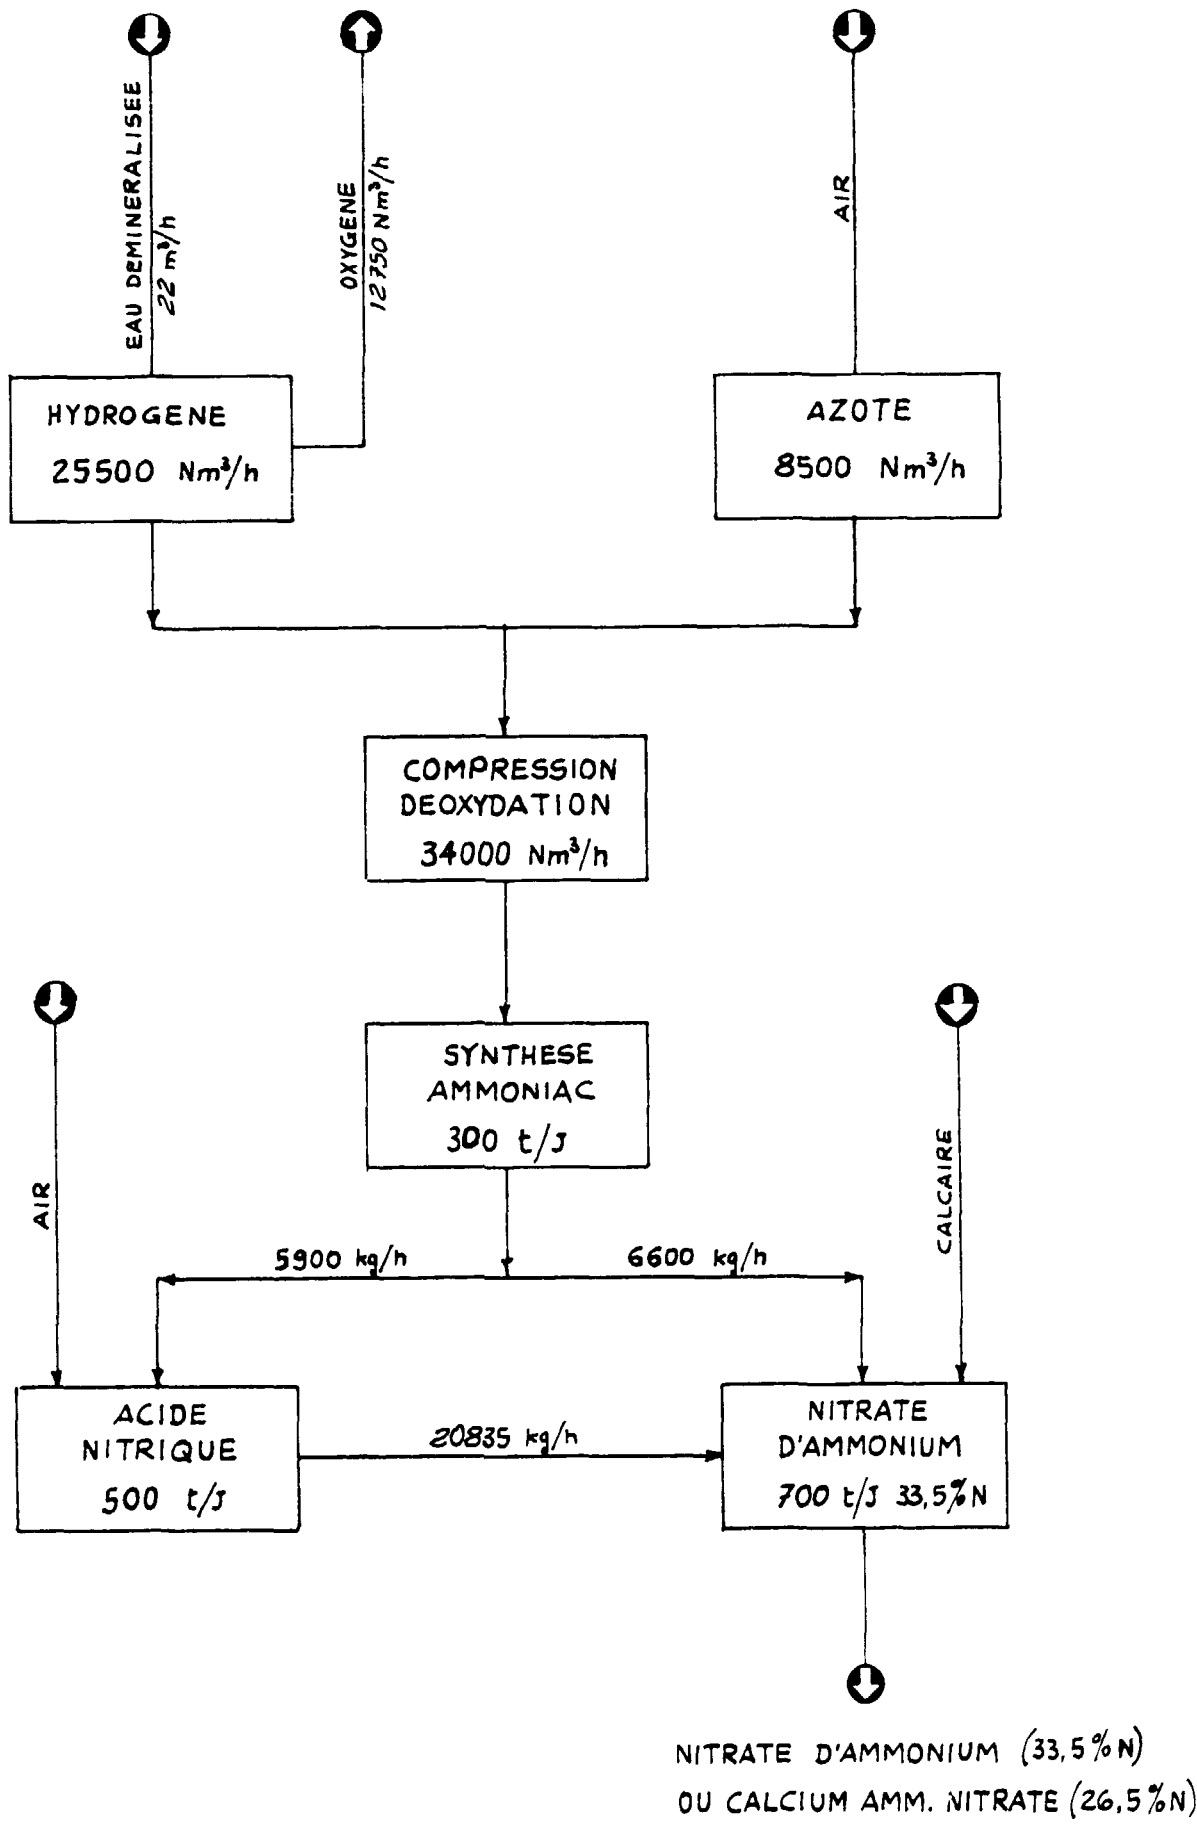 EAU DEMINERALISEE
22 m³/h
OXYGENE
12750 Nm³/h
AIR
HYDROGENE
25500 Nm³/h
AZOTE
8500 Nm³/h
COMPRESSION
DEOXYDATION
34000 Nm³/h
SYNTHESE
AMMONIAC
300 t/J
AIR
CALCAIRE
5900 kg/h
6600 kg/h
ACIDE
NITRIQUE
500 t/J
20835 kg/h
NITRATE
D'AMMONIUM
700 t/J 33,5%N
NITRATE D'AMMONIUM (33,5%N)
OU CALCIUM AMM. NITRATE (26,5%N)